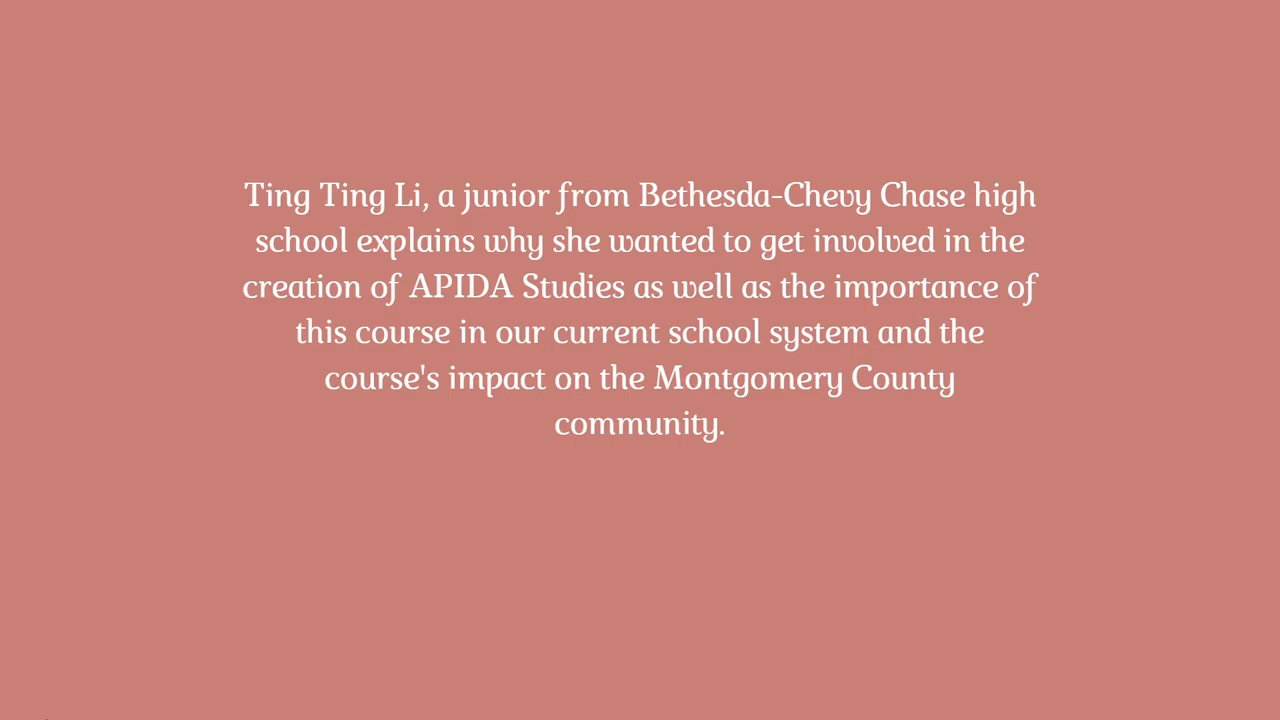 Ting Ting Li, a junior from Bethesda-Chevy Chase high
school explains why she wanted to get involved in the
creation of APIDA Studies as well as the importance of
this course in our current school system and the
course's impact on the Montgomery County
community.